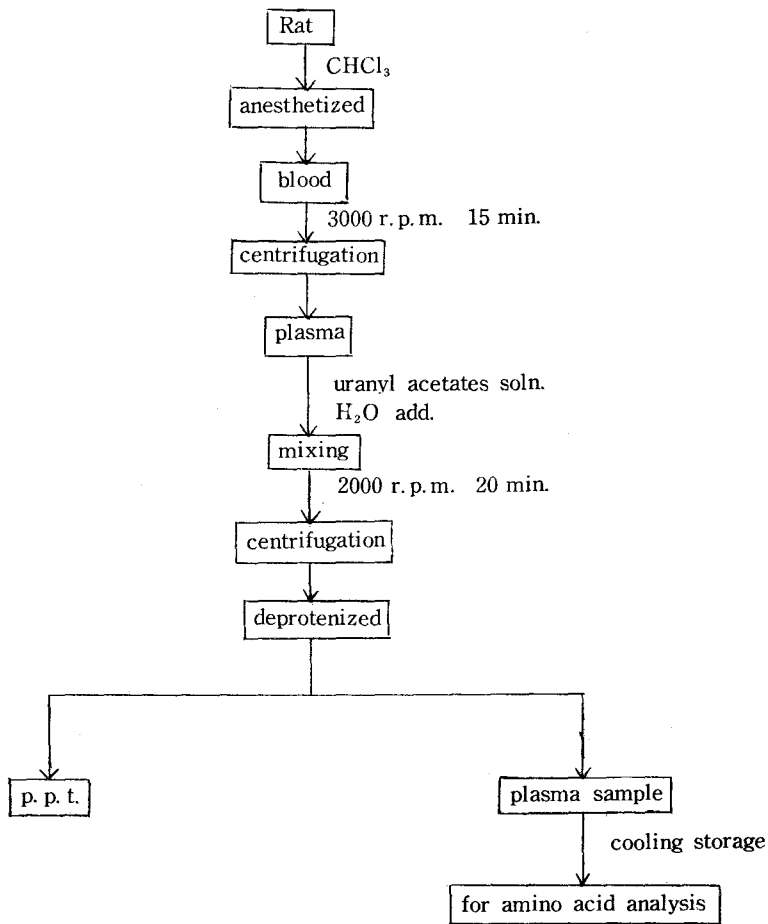 Rat
CHCl₃
anesthetized
blood
3000 r.p.m. 15 min.
centrifugation
plasma
uranyl acetates soln.
H₂O add.
mixing
2000 r.p.m. 20 min.
centrifugation
deprotenized
p.p.t.
plasma sample
cooling storage
for amino acid analysis